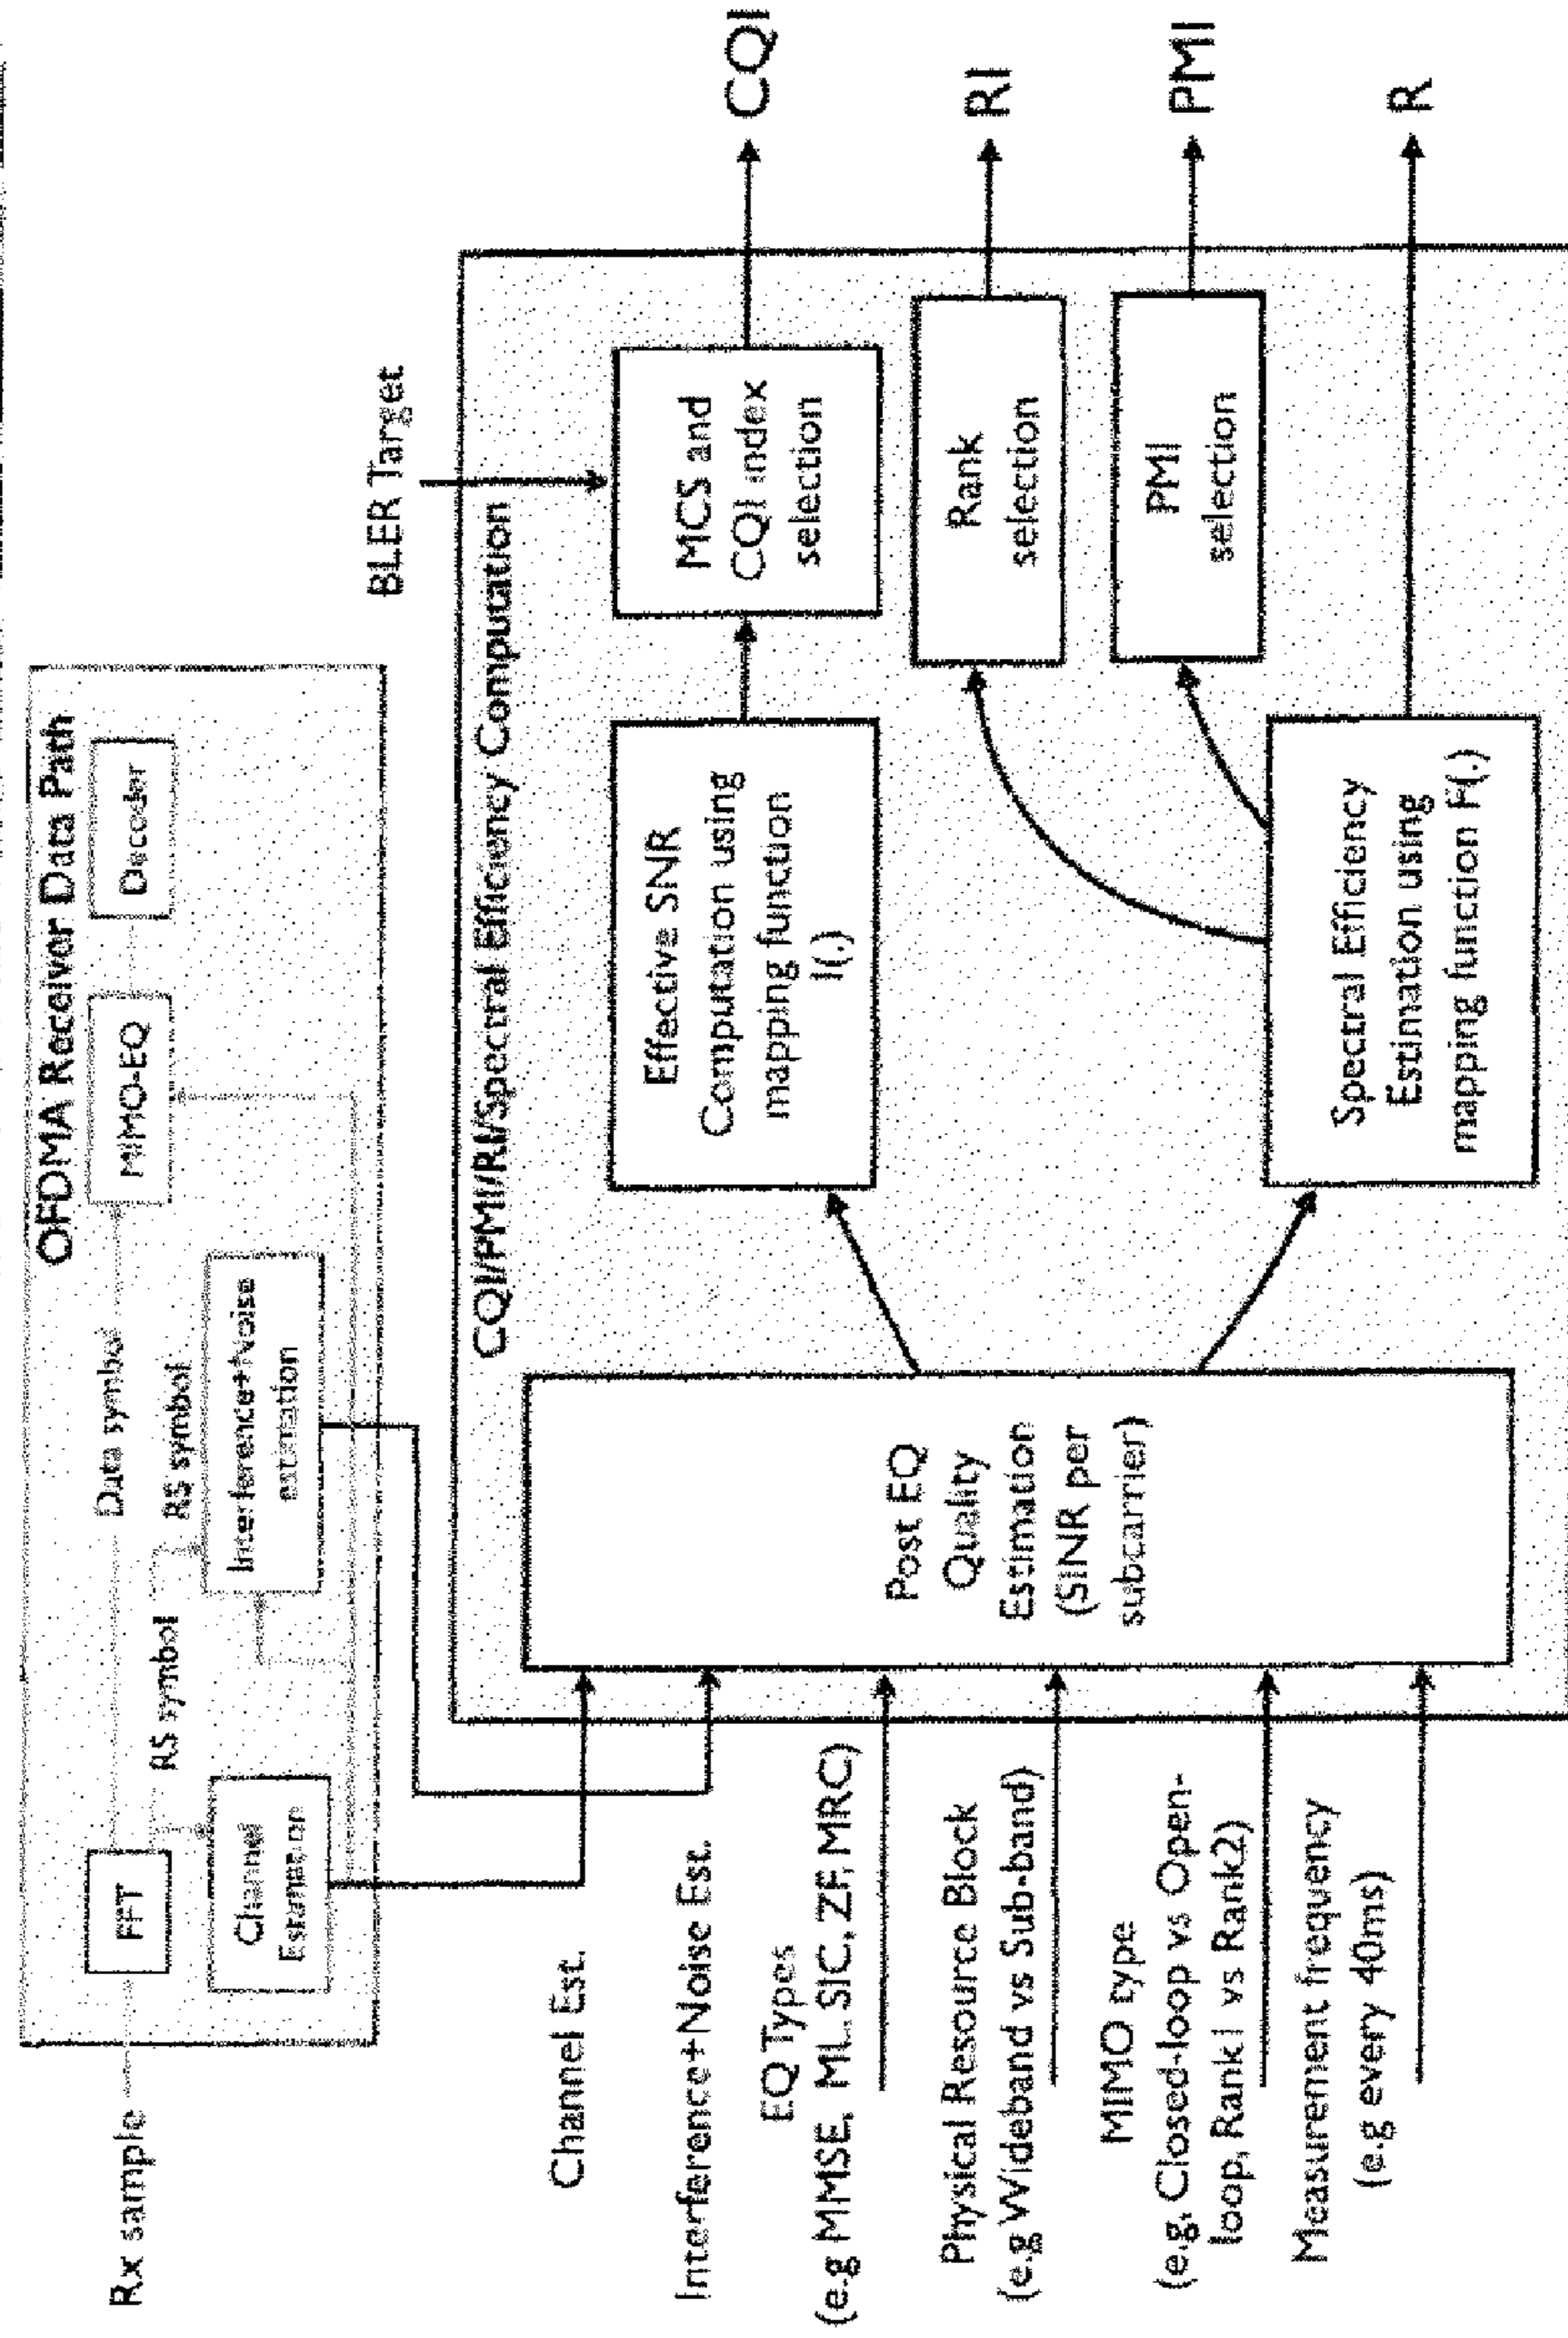 OFDMA Receiver Data Path
Rx sample
FFT
Data symbol
MIMO-EQ
Decoder
RS symbol
RS symbol
Channel
Estimation
Interference+Noise
estimation
BLER Target
CQI/PMI/RI/Spectral Efficiency Computation
Channel Est.
Interference+Noise Est.
EQ Types
(e.g MMSE, ML, SIC, ZF, MRC)
Physical Resource Block
(e.g Wideband vs Sub-band)
MIMO type
(e.g. Closed-loop vs Open-
loop, Rank1 vs Rank2)
Measurement frequency
(e.g every 40ms)
Post EQ
Quality
Estimation
(SINR per
subcarrier)
Effective SNR
Computation using
mapping function
I(.)
MCS and
CQI index
selection
CQI
Rank
selection
RI
PMI
selection
PMI
Spectral Efficiency
Estimation using
mapping function F(.)
R